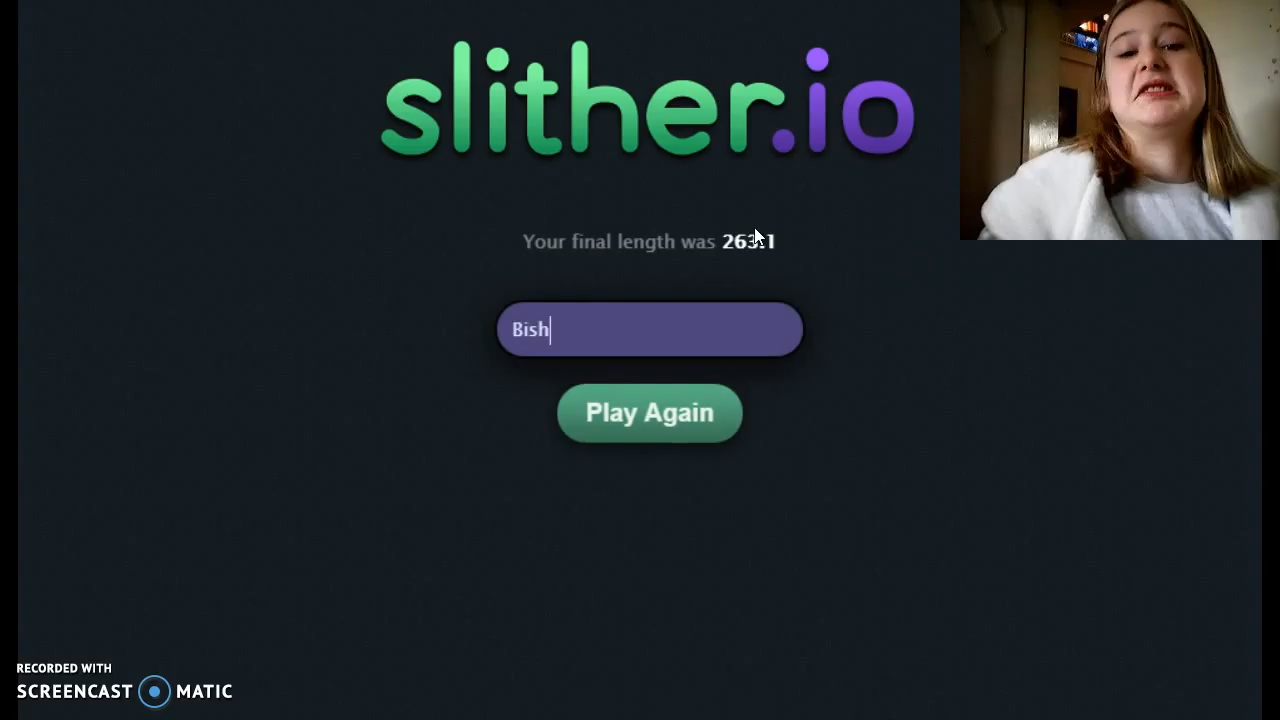 slither.io
Your final length was
Bish
Play Again
RECORDED WITH
SCREENCAST MATIC